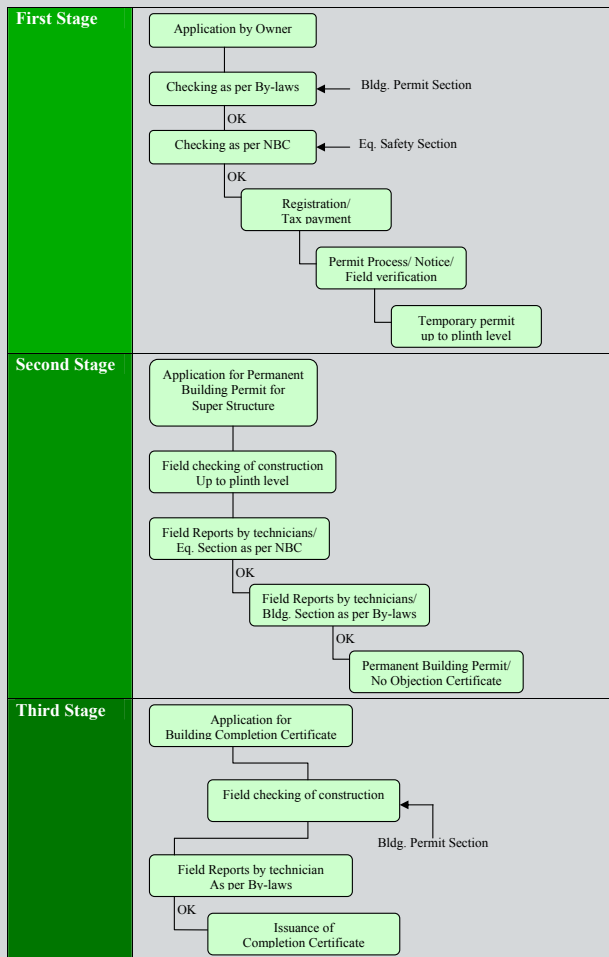 First Stage
Application by Owner
Checking as per By-laws
Bldg. Permit Section
OK
Checking as per NBC
Eq. Safety Section
OK
Registration/
Tax payment
Permit Process/ Notice/
Field verification
Temporary permit
up to plinth level
Second Stage
Application for Permanent
Building Permit for
Super Structure
Field checking of construction
Up to plinth level
Field Reports by technicians/
Eq. Section as per NBC
OK
Field Reports by technicians/
Bldg. Section as per By-laws
OK
Permanent Building Permit/
No Objection Certificate
Third Stage
Application for
Building Completion Certificate
Field checking of construction
Bldg. Permit Section
Field Reports by technician
As per By-laws
OK
Issuance of
Completion Certificate